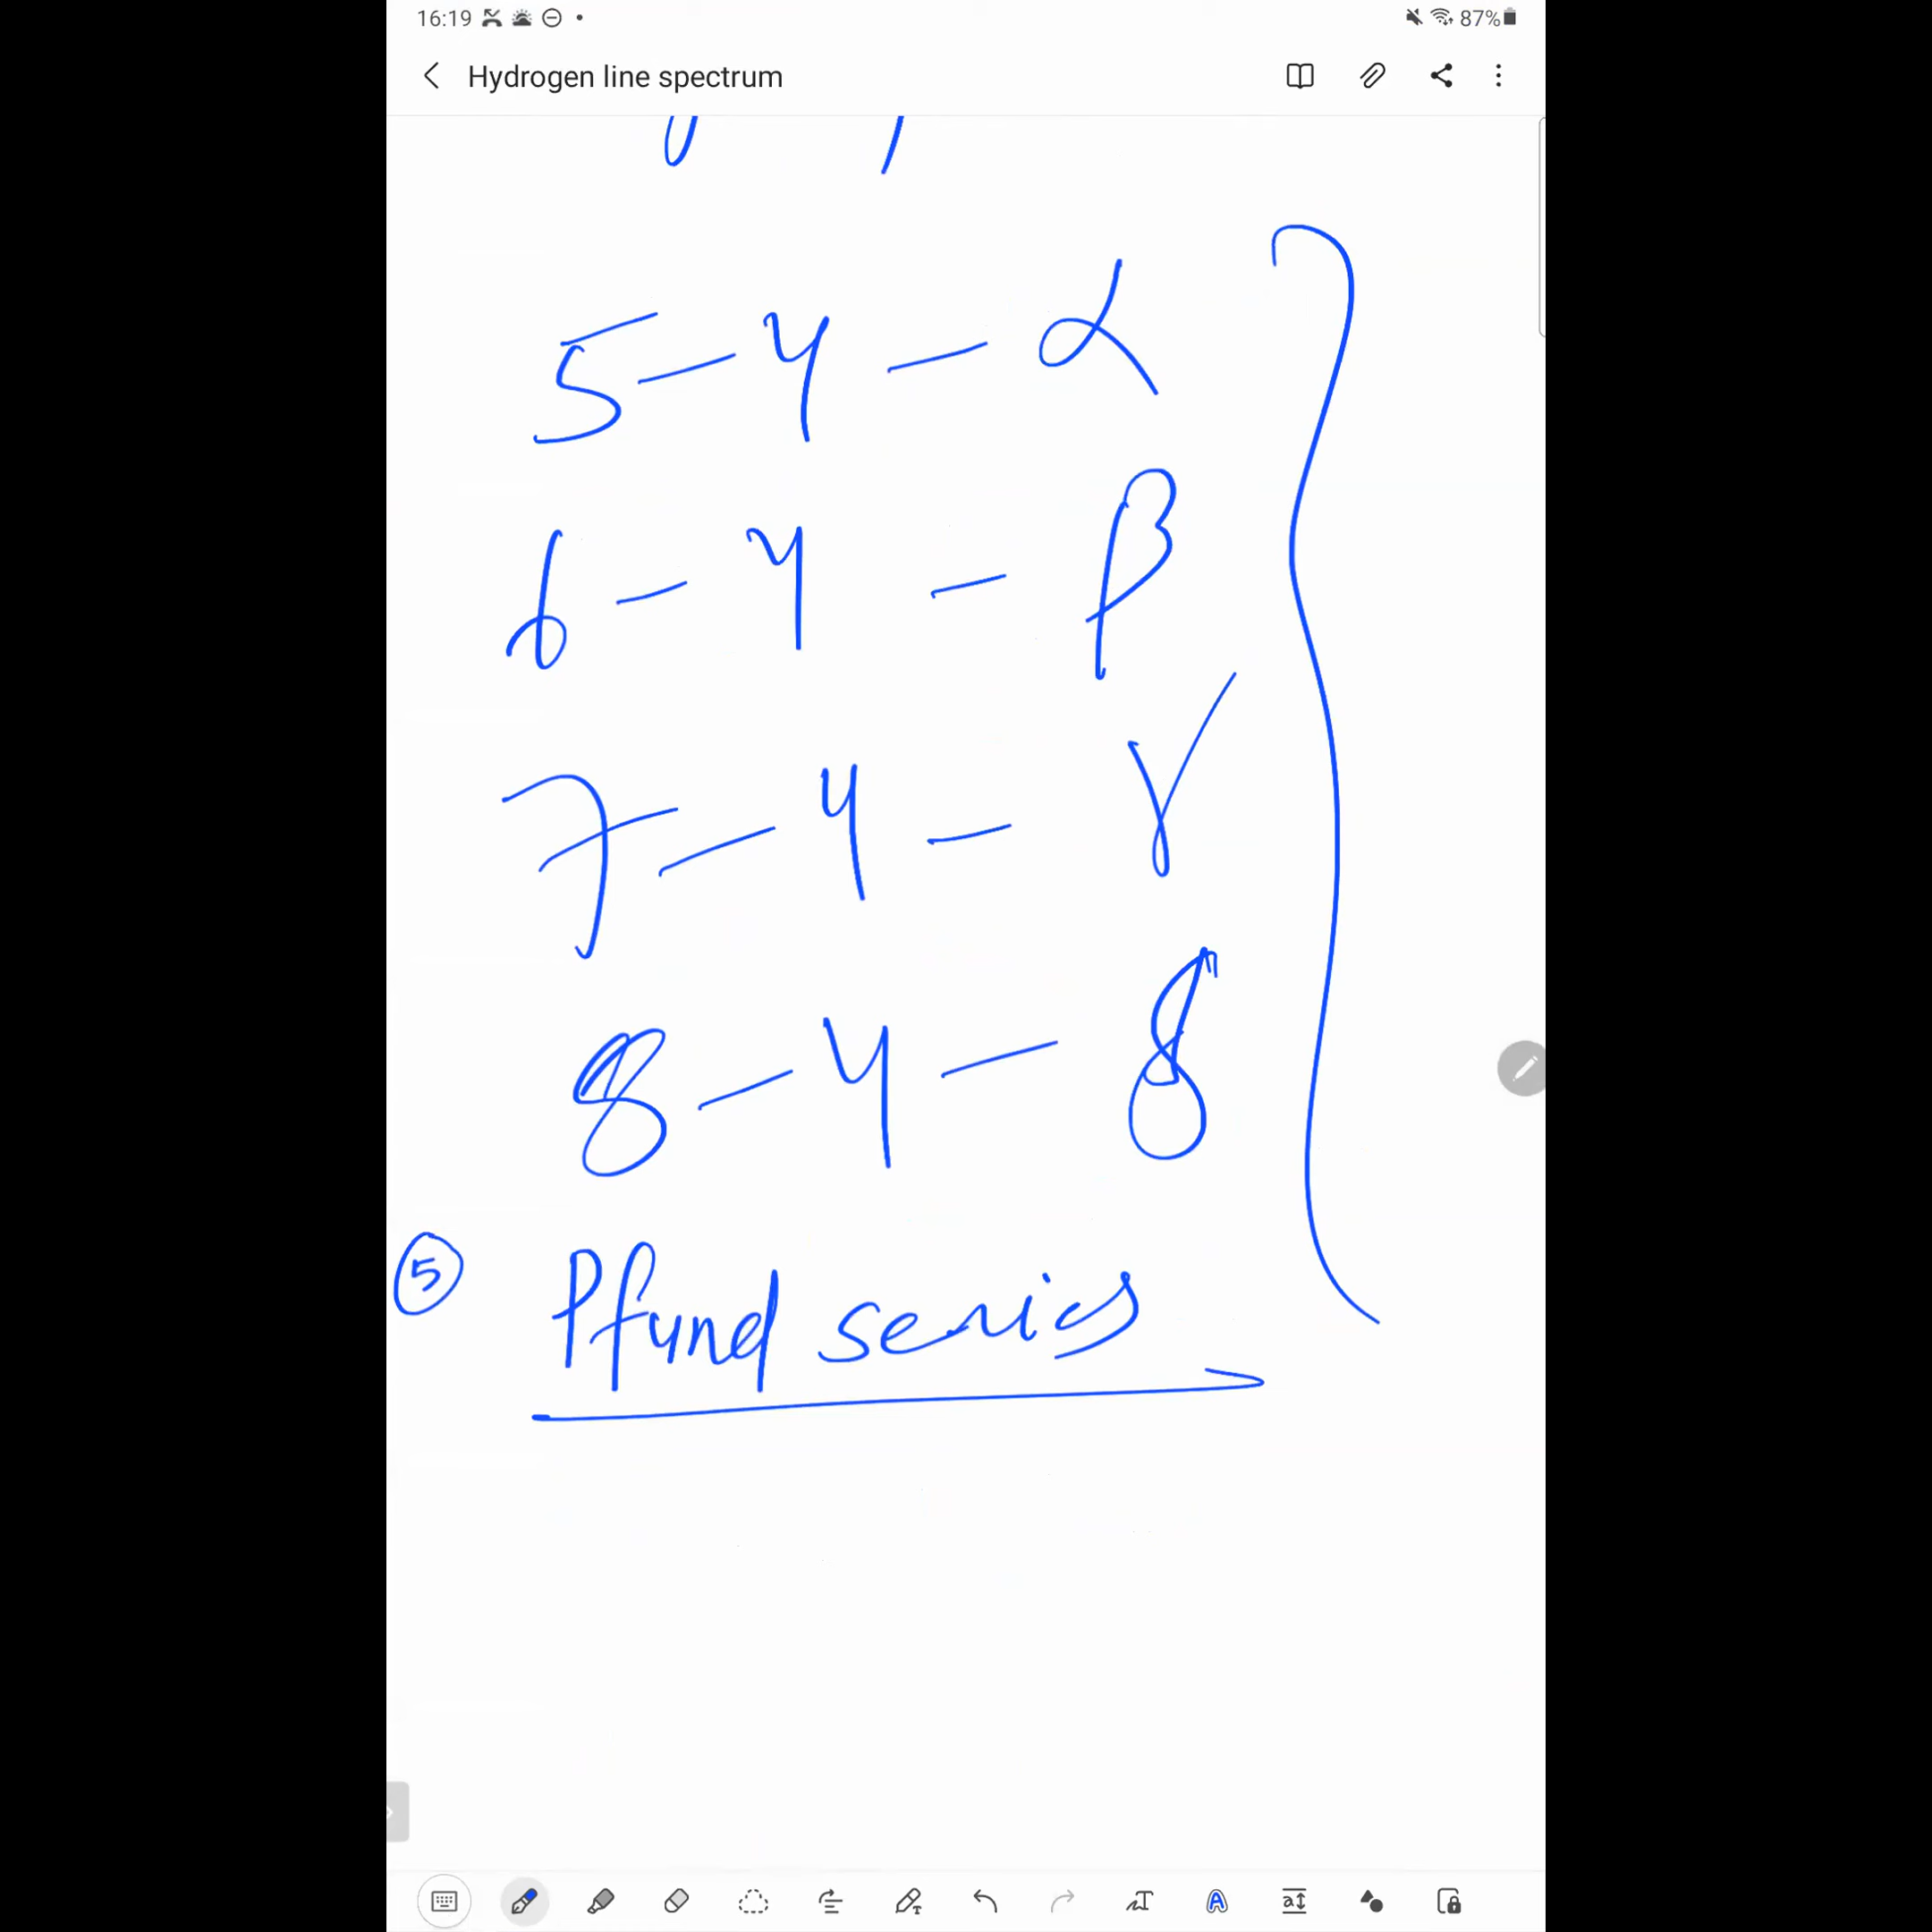 16:19
87%
Hydrogen line spectrum
5 - 4 - α
6 - 4 - β
7 - 4 - γ
8 - 4 - δ
⑤ Pfund series